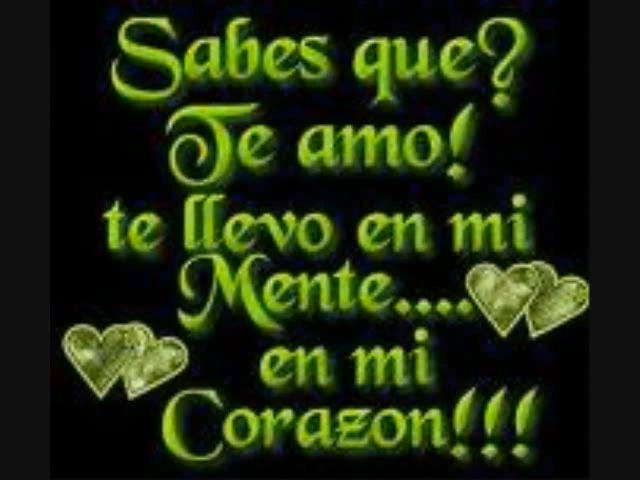 Sabes que?
Te amo!
te llevo en mi
Mente....
en mi
Corazon!!!